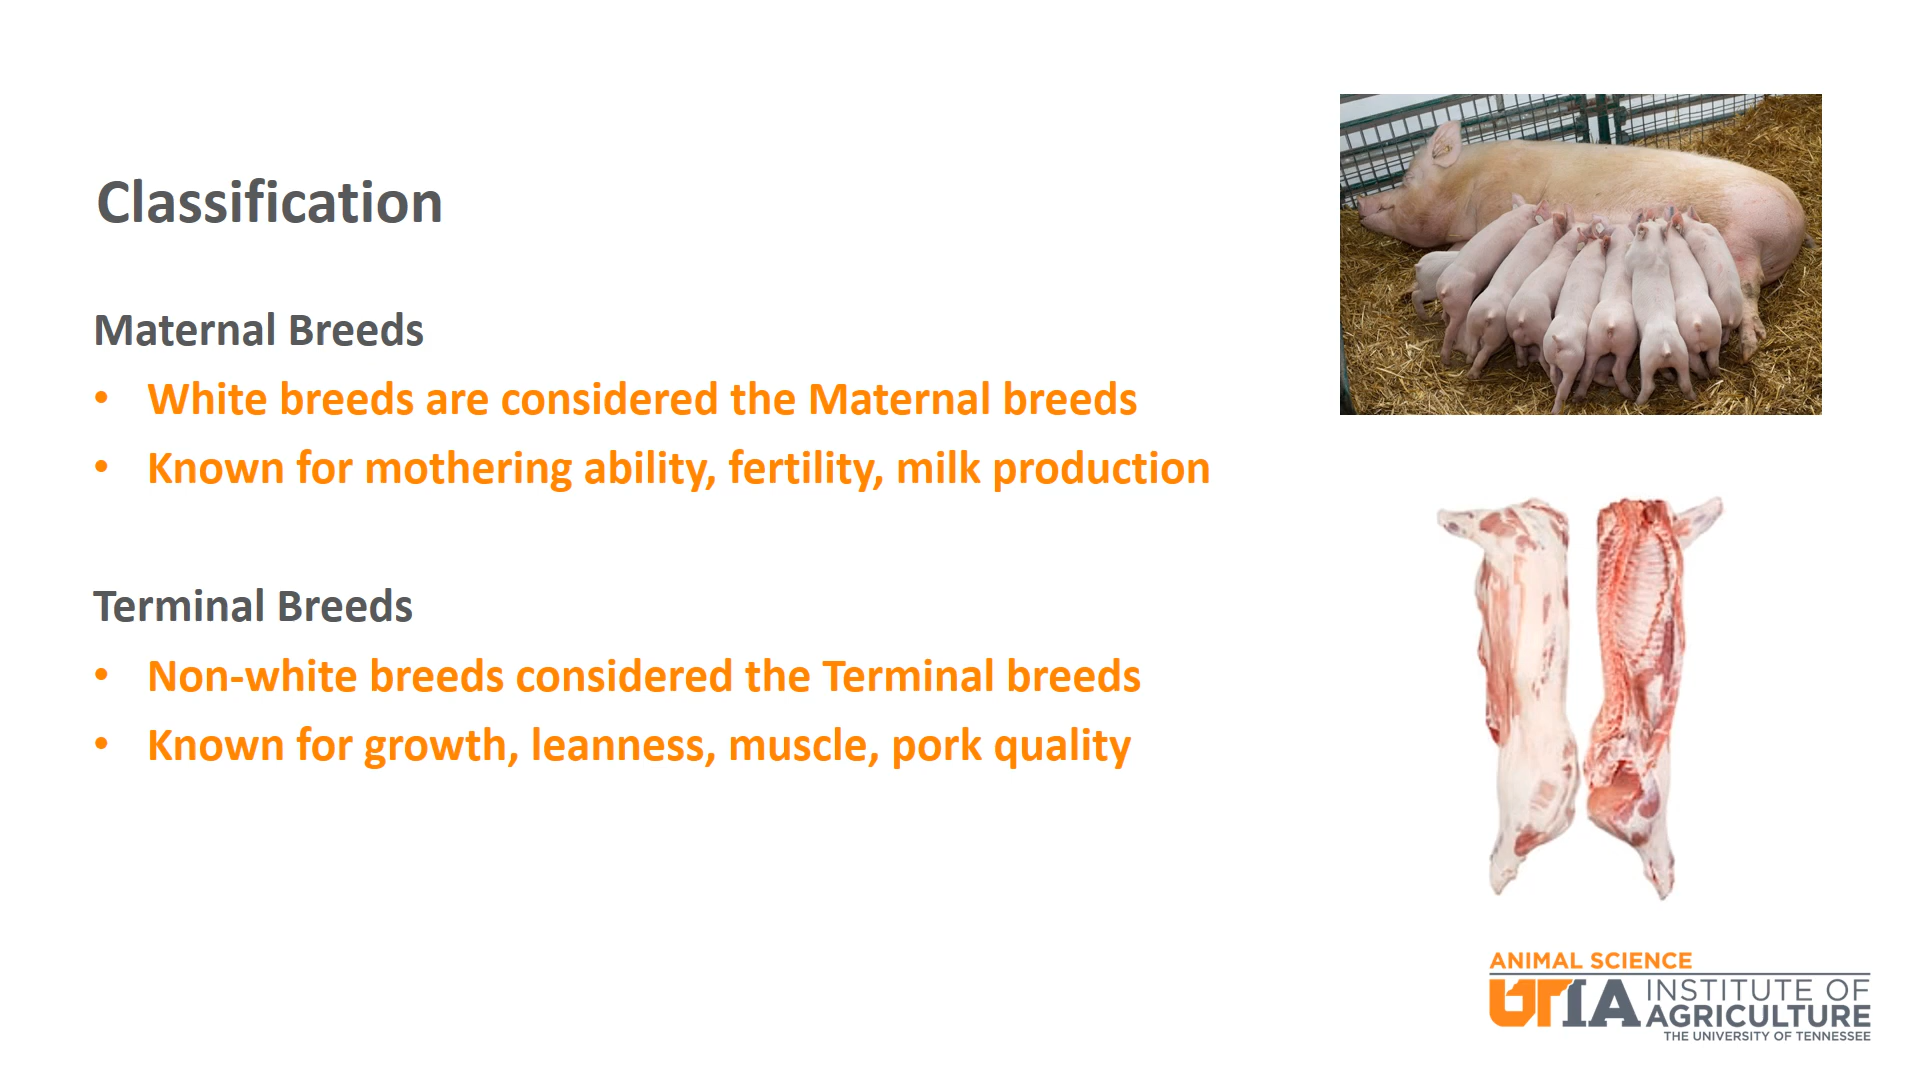 Classification
Maternal Breeds
• White breeds are considered the Maternal breeds
• Known for mothering ability, fertility, milk production
Terminal Breeds
• Non-white breeds considered the Terminal breeds
• Known for growth, leanness, muscle, pork quality
ANIMAL SCIENCE
UTIA INSTITUTE OF
AGRICULTURE
THE UNIVERSITY OF TENNESSEE